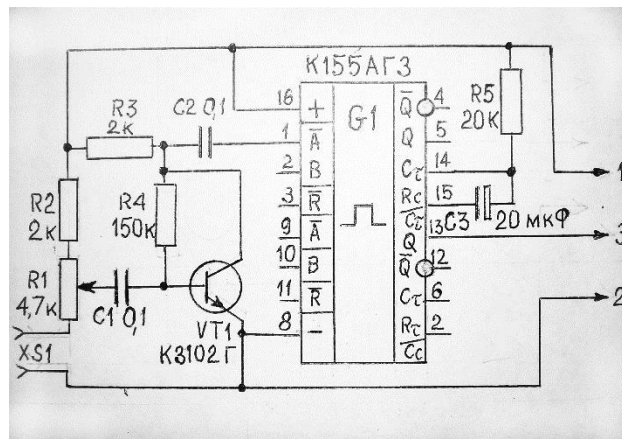 К155АГ3
R3
2к
C2 0,1
16
+
G1
Q̅
4
R5
20К
1
A̅
Q
5
2
B
Cτ
14
1
R2
2к
R4
150к
3
R̅
Rc
15
C̅τ̅
C3
20 мкФ
9
A̅
Q
13
3
10
B
Q̅
12
R1
4,7к
C1 0,1
11
R̅
Cτ
6
2
VT1
К3102Г
8
−
Rτ
2
C̅c̅
XS1